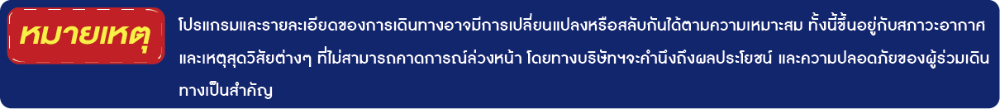 หมายเหตุ
โปรแกรมและรายละเอียดของการเดินทางอาจมีการเปลี่ยนแปลงหรือสลับกันได้ตามความเหมาะสม ทั้งนี้ขึ้นอยู่กับสภาวะอากาศ
และเหตุสุดวิสัยต่างๆ ที่ไม่สามารถคาดการณ์ล่วงหน้า โดยทางบริษัทฯจะคำนึงถึงผลประโยชน์ และความปลอดภัยของผู้ร่วมเดิน
ทางเป็นสำคัญ